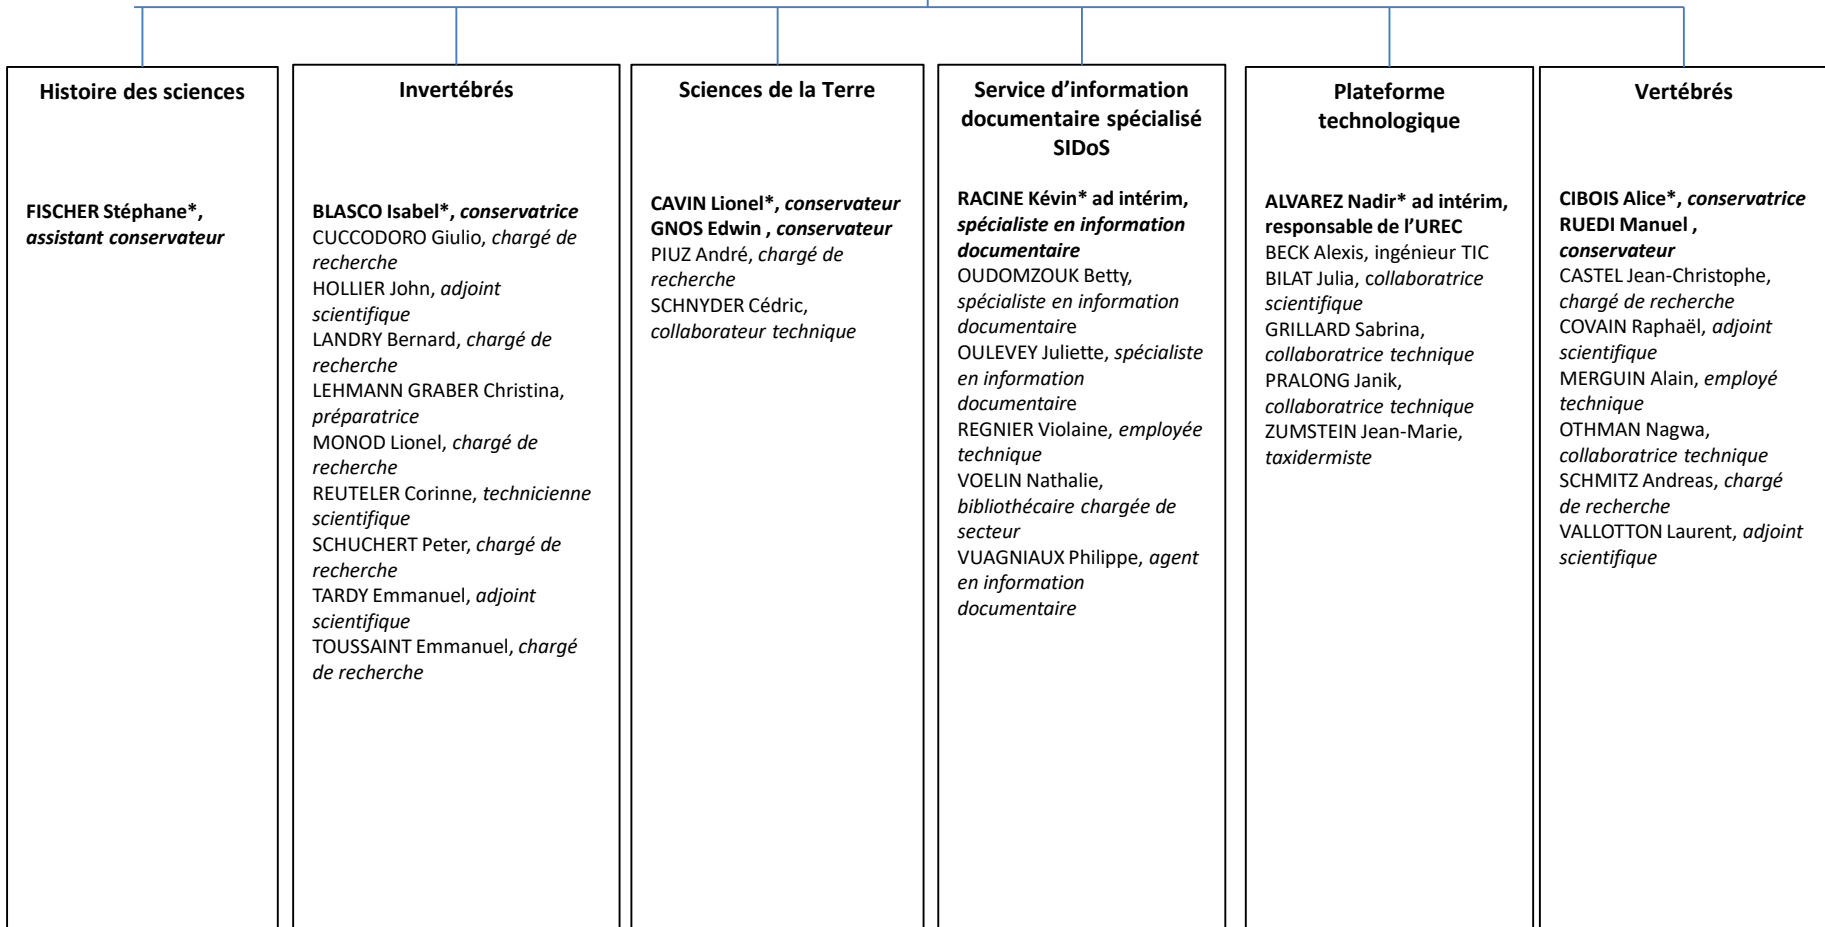 Histoire des sciences
FISCHER Stéphane*,
assistant conservateur
Invertébrés
BLASCO Isabel*, conservatrice
CUCCODORO Giulio, chargé de
recherche
HOLLIER John, adjoint
scientifique
LANDRY Bernard, chargé de
recherche
LEHMANN GRABER Christina,
préparatrice
MONOD Lionel, chargé de
recherche
REUTELER Corinne, technicienne
scientifique
SCHUCHERT Peter, chargé de
recherche
TARDY Emmanuel, adjoint
scientifique
TOUSSAINT Emmanuel, chargé
de recherche
Sciences de la Terre
CAVIN Lionel*, conservateur
GNOS Edwin , conservateur
PIUZ André, chargé de
recherche
SCHNYDER Cédric,
collaborateur technique
Service d’information
documentaire spécialisé
SIDoS
RACINE Kévin* ad intérim,
spécialiste en information
documentaire
OUDOMZOUK Betty,
spécialiste en information
documentaire
OULEVEY Juliette, spécialiste
en information
documentaire
REGNIER Violaine, employée
technique
VOELIN Nathalie,
bibliothécaire chargée de
secteur
VUAGNIAUX Philippe, agent
en information
documentaire
Plateforme
technologique
ALVAREZ Nadir* ad intérim,
responsable de l’UREC
BECK Alexis, ingénieur TIC
BILAT Julia, collaboratrice
scientifique
GRILLARD Sabrina,
collaboratrice technique
PRALONG Janik,
collaboratrice technique
ZUMSTEIN Jean-Marie,
taxidermiste
Vertébrés
CIBOIS Alice*, conservatrice
RUEDI Manuel ,
conservateur
CASTEL Jean-Christophe,
chargé de recherche
COVAIN Raphaël, adjoint
scientifique
MERGUIN Alain, employé
technique
OTHMAN Nagwa,
collaboratrice technique
SCHMITZ Andreas, chargé
de recherche
VALLOTTON Laurent, adjoint
scientifique